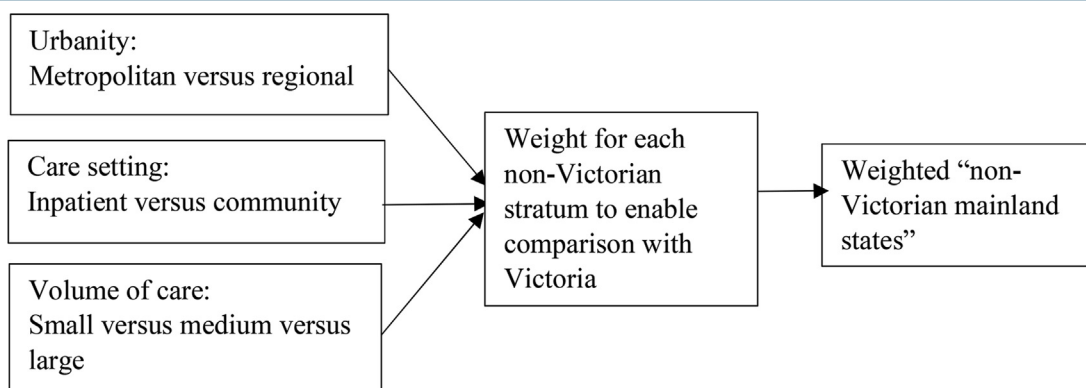 Urbanity:
Metropolitan versus regional
Care setting:
Inpatient versus community
Volume of care:
Small versus medium versus
large
Weight for each
non-Victorian
stratum to enable
comparison with
Victoria
Weighted “non-
Victorian mainland
states”